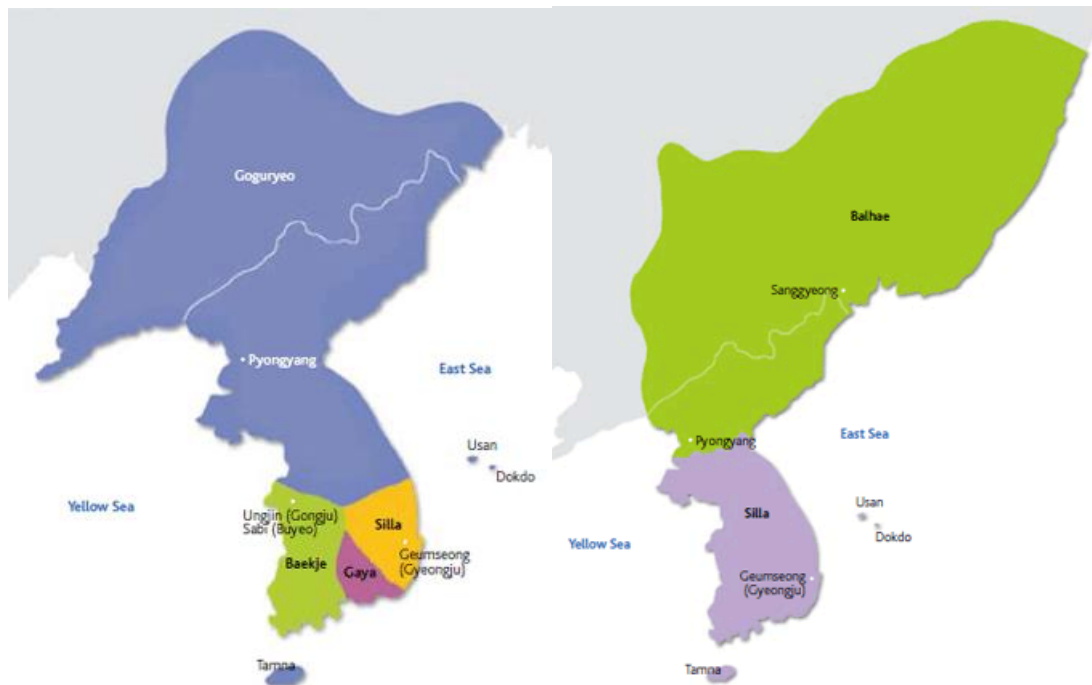 Goguryeo
Pyongyang
East Sea
Usan
Dokdo
Yellow Sea
Ungjin (Gongju)
Sabi (Buyeo)
Silla
Geumseong
(Gyeongju)
Baekje
Gaya
Tamna
Balhae
Sanggyeong
Pyongyang
East Sea
Usan
Dokdo
Silla
Yellow Sea
Geumseong
(Gyeongju)
Tamna